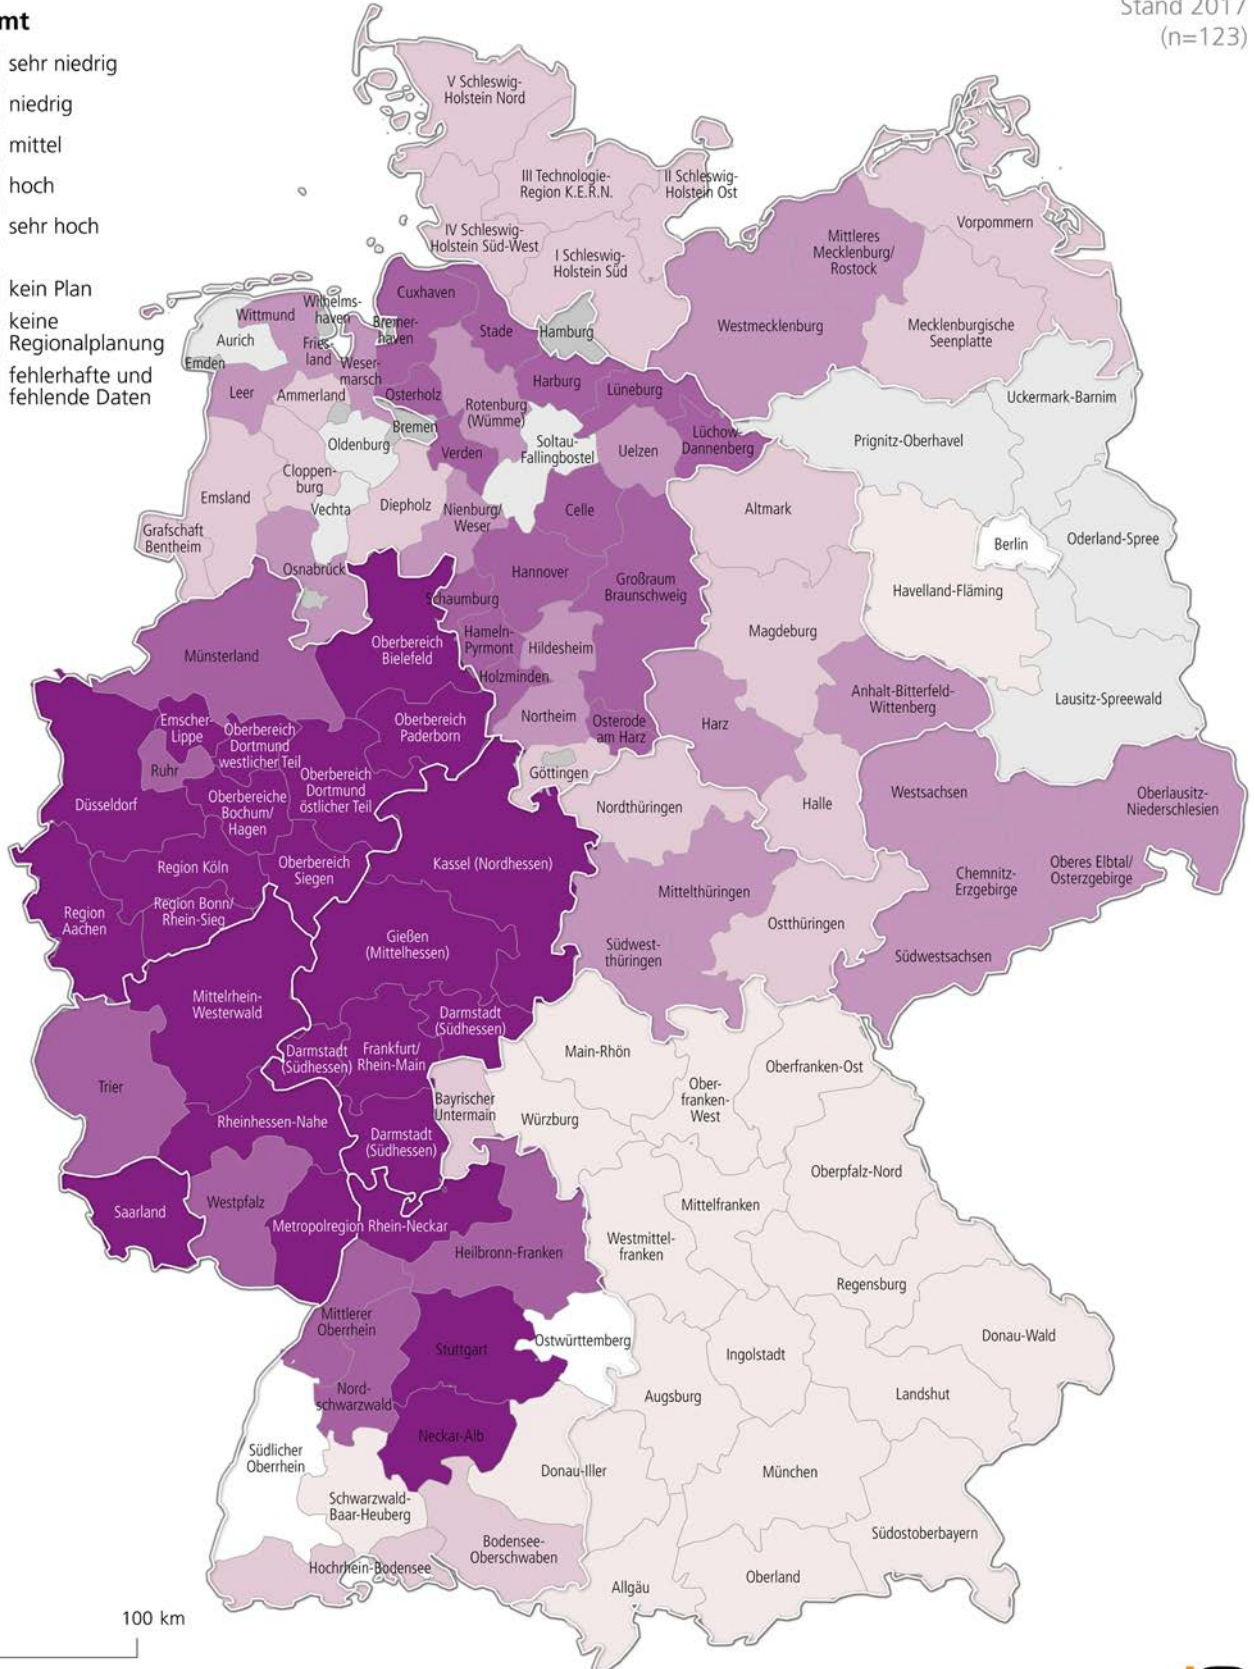 mt
Stand 2017
(n=123)
sehr niedrig
niedrig
mittel
hoch
sehr hoch
kein Plan
keine
Regionalplanung
fehlerhafte und
fehlende Daten
V Schleswig-
Holstein Nord
III Technologie-
Region K.E.R.N.
II Schleswig-
Holstein Ost
IV Schleswig-
Holstein Süd-West
I Schleswig-
Holstein Süd
Vorpommern
Mittleres
Mecklenburg/
Rostock
Westmecklenburg
Mecklenburgische
Seenplatte
Cuxhaven
Wilhelms-
haven
Wittmund
Bremer-
haven
Stade
Hamburg
Aurich
Fries-
land
Emden
Weser-
marsch
Leer
Ammerland
Osterholz
Harburg
Lüneburg
Rotenburg
(Wümme)
Bremen
Oldenburg
Verden
Soltau-
Fallingbostel
Uelzen
Lüchow-
Dannenberg
Uckermark-Barnim
Prignitz-Oberhavel
Cloppen-
burg
Emsland
Vechta
Diepholz
Nienburg/
Weser
Celle
Altmark
Grafschaft
Bentheim
Berlin
Oderland-Spree
Osnabrück
Hannover
Großraum
Braunschweig
Havelland-Fläming
Schaumburg
Magdeburg
Münsterland
Oberbereich
Bielefeld
Hameln-
Pyrmont
Hildesheim
Holzminden
Anhalt-Bitterfeld-
Wittenberg
Lausitz-Spreewald
Emscher-
Lippe
Oberbereich
Dortmund
westlicher Teil
Oberbereich
Paderborn
Northeim
Osterode
am Harz
Harz
Ruhr
Oberbereich
Dortmund
östlicher Teil
Göttingen
Düsseldorf
Oberbereiche
Bochum/
Hagen
Nordthüringen
Halle
Westsachsen
Oberlausitz-
Niederschlesien
Region Köln
Oberbereich
Siegen
Kassel (Nordhessen)
Mittelthüringen
Chemnitz-
Erzgebirge
Oberes Elbtal/
Osterzgebirge
Region
Aachen
Region Bonn/
Rhein-Sieg
Ostthüringen
Gießen
(Mittelhessen)
Südwest-
thüringen
Südwestsachsen
Mittelrhein-
Westerwald
Darmstadt
(Südhessen)
Darmstadt
(Südhessen)
Frankfurt/
Rhein-Main
Main-Rhön
Oberfranken-Ost
Trier
Ober-
franken-
West
Bayrischer
Untermain
Würzburg
Rheinhessen-Nahe
Darmstadt
(Südhessen)
Oberpfalz-Nord
Saarland
Westpfalz
Mittelfranken
Metropolregion Rhein-Neckar
Westmittel-
franken
Heilbronn-Franken
Regensburg
Mittlerer
Oberrhein
Ostwürttemberg
Donau-Wald
Stuttgart
Ingolstadt
Nord-
schwarzwald
Augsburg
Landshut
Neckar-Alb
Südlicher
Oberrhein
Donau-Iller
München
Schwarzwald-
Baar-Heuberg
Bodensee-
Oberschwaben
Südostoberbayern
Hochrhein-Bodensee
Allgäu
Oberland
100 km